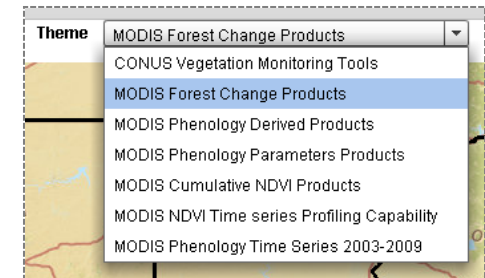 Theme MODIS Forest Change Products
CONUS Vegetation Monitoring Tools
MODIS Forest Change Products
MODIS Phenology Derived Products
MODIS Phenology Parameters Products
MODIS Cumulative NDVI Products
MODIS NDVI Time series Profiling Capability
MODIS Phenology Time Series 2003-2009